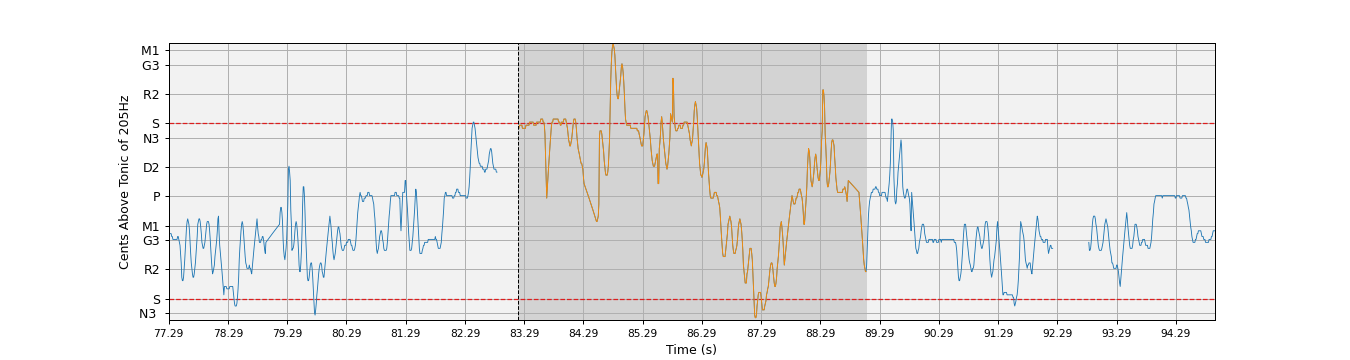 Cents Above Tonic of 205Hz
M1
G3
R2
S
N3
D2
P
M1
G3
R2
S
N3
77.29 78.29 79.29 80.29 81.29 82.29 83.29 84.29 85.29 86.29 87.29 88.29 89.29 90.29 91.29 92.29 93.29 94.29
Time (s)